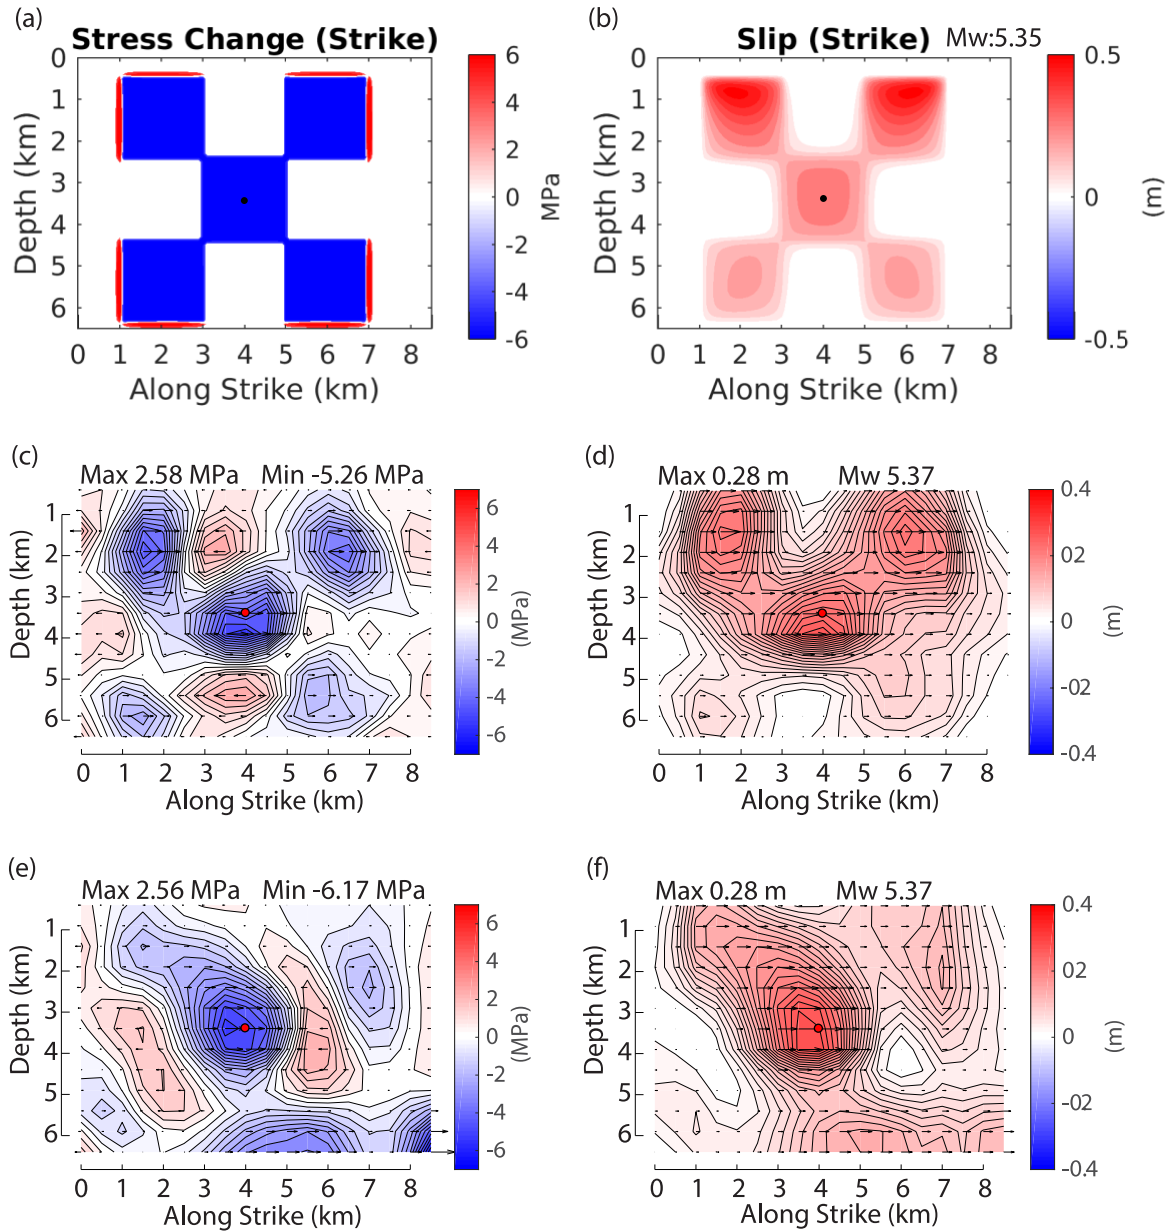 (a)
Stress Change (Strike)
0
1
2
3
4
5
6
Depth (km)
0 1 2 3 4 5 6 7 8
Along Strike (km)
6
4
2
0
-2
-4
-6
MPa
(b)
Slip (Strike) Mw:5.35
0
1
2
3
4
5
6
Depth (km)
0 1 2 3 4 5 6 7 8
Along Strike (km)
0.5
0
-0.5
(m)
(c)
Max 2.58 MPa Min -5.26 MPa
1
2
3
4
5
6
Depth (km)
0 1 2 3 4 5 6 7 8
Along Strike (km)
6
4
2
0
-2
-4
-6
(MPa)
(d)
Max 0.28 m Mw 5.37
1
2
3
4
5
6
Depth (km)
0 1 2 3 4 5 6 7 8
Along Strike (km)
0.4
02
0
-02
-0.4
(m)
(e)
Max 2.56 MPa Min -6.17 MPa
1
2
3
4
5
6
Depth (km)
0 1 2 3 4 5 6 7 8
Along Strike (km)
6
4
2
0
-2
-4
-6
(MPa)
(f)
Max 0.28 m Mw 5.37
1
2
3
4
5
6
Depth (km)
0 1 2 3 4 5 6 7 8
Along Strike (km)
0.4
02
0
-02
-0.4
(m)